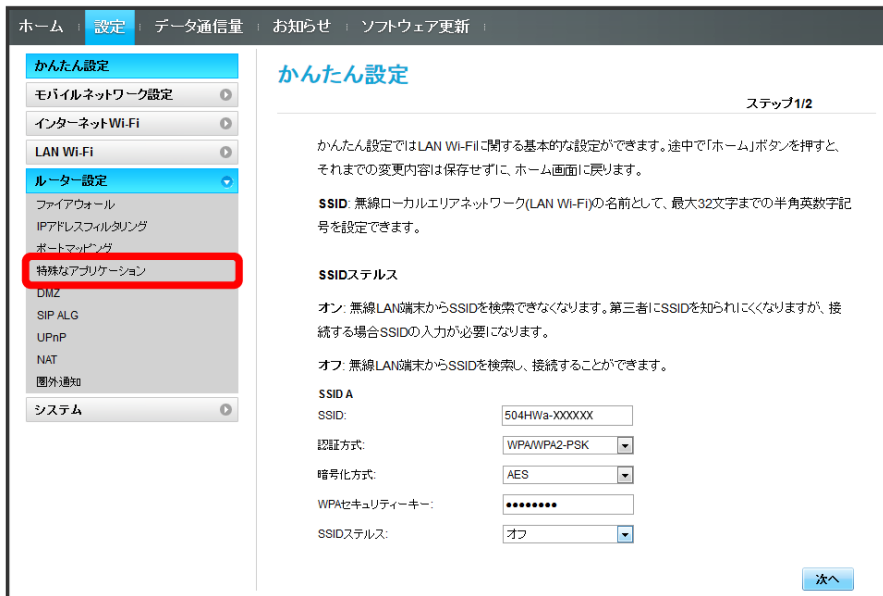 ホーム 設定 データ通信量 お知らせ ソフトウェア更新
かんたん設定
モバイルネットワーク設定
インターネットWi-Fi
LAN Wi-Fi
ルーター設定
ファイアウォール
IPアドレスフィルタリング
ポートマッピング
特殊なアプリケーション
DMZ
SIP ALG
UPnP
NAT
圏外通知
システム
かんたん設定
ステップ1/2
かんたん設定ではLAN Wi-Fiに関する基本的な設定ができます。途中で「ホーム」ボタンを押すと、
それまでの変更内容は保存せずに、ホーム画面に戻ります。
SSID: 無線ローカルエリアネットワーク(LAN Wi-Fi)の名前として、最大32文字までの半角英数字記
号を設定できます。
SSIDステルス
オン: 無線LAN端末からSSIDを検索できなくなります。第三者にSSIDを知られにくくなりますが、接
続する場合SSIDの入力が必要になります。
オフ: 無線LAN端末からSSIDを検索し、接続することができます。
SSID A
SSID: 504HWa-XXXXXX
認証方式: WPA/WPA2-PSK
暗号化方式: AES
WPAセキュリティーキー: ●●●●●●●●
SSIDステルス: オフ
次へ